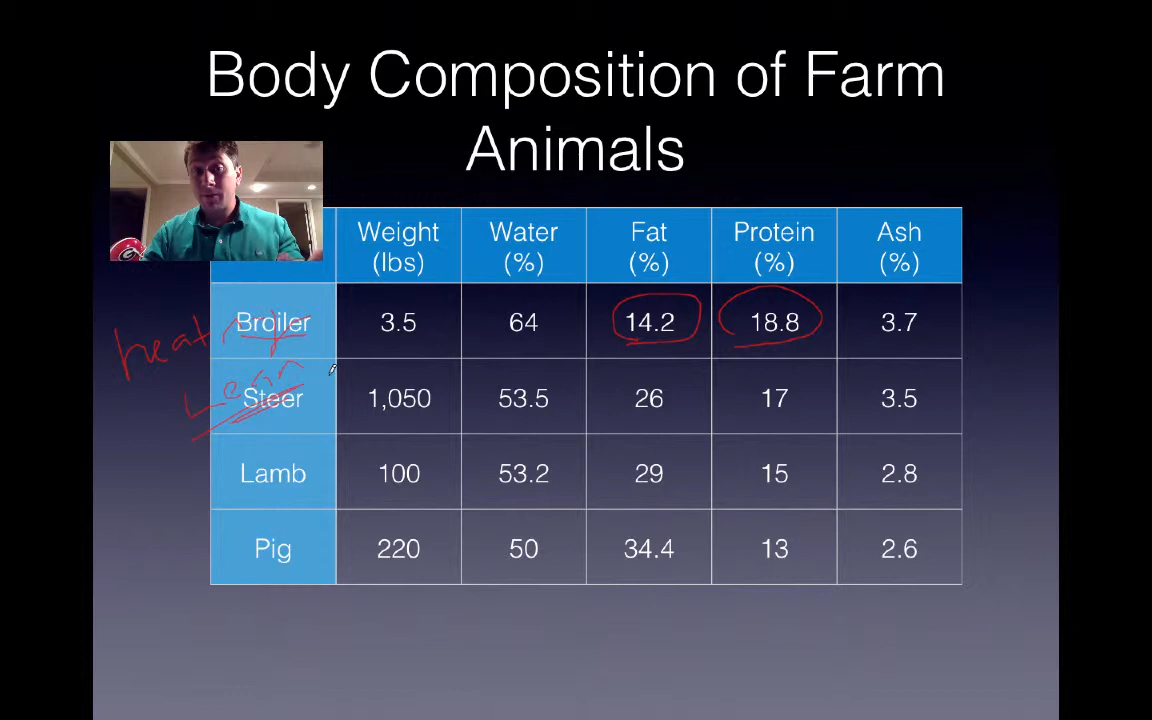 Body Composition of Farm
Animals
Weight (lbs) Water (%) Fat (%) Protein (%) Ash (%)
Broiler 3.5 64 14.2 18.8 3.7
heat
Lean
Steer 1,050 53.5 26 17 3.5
Lamb 100 53.2 29 15 2.8
Pig 220 50 34.4 13 2.6
G